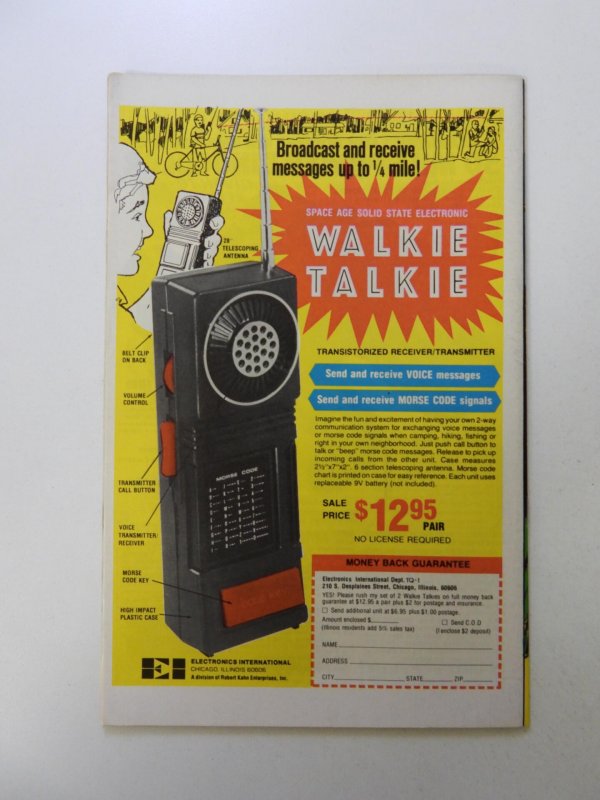 Broadcast and receive
messages up to 1/4 mile!
SPACE AGE SOLID STATE ELECTRONIC
WALKIE
TALKIE
28"
TELESCOPING
ANTENNA
BELT CLIP
ON BACK
VOLUME
CONTROL
TRANSMITTER
CALL BUTTON
VOICE
TRANSMITTER/
RECEIVER
MORSE
CODE KEY
HIGH IMPACT
PLASTIC CASE
MORSE CODE
TRANSISTORIZED RECEIVER/TRANSMITTER
Send and receive VOICE messages
Send and receive MORSE CODE signals
Imagine the fun and excitement of having your own 2-way
communication system for exchanging voice messages
or morse code signals when camping, hiking, fishing or
right in your own neighborhood. Just push call button to
talk or "beep" morse code messages. Release to pick up
incoming calls from the other unit. Case measures
2½"x7"x2". 6 section telescoping antenna. Morse code
chart is printed on case for easy reference. Each unit uses
replaceable 9V battery (not included).
SALE
PRICE $12.95
PAIR
NO LICENSE REQUIRED
MONEY BACK GUARANTEE
Electronics International Dept. TQ-1
210 S. Desplaines Street, Chicago, Illinois, 60606
YES! Please rush my set of 2 Walkie Talkies on full money back
guarantee at $12.95 a pair plus $2 for postage and insurance.
Send additional unit at $6.95 plus $1.00 postage.
Amount enclosed $
Send C.O.D
(Illinois residents add 5% sales tax)
(I enclose $2 deposit)
NAME
ADDRESS
CITY STATE ZIP
EI
ELECTRONICS INTERNATIONAL
CHICAGO, ILLINOIS 60606
A division of Robert Kahn Enterprises, Inc.